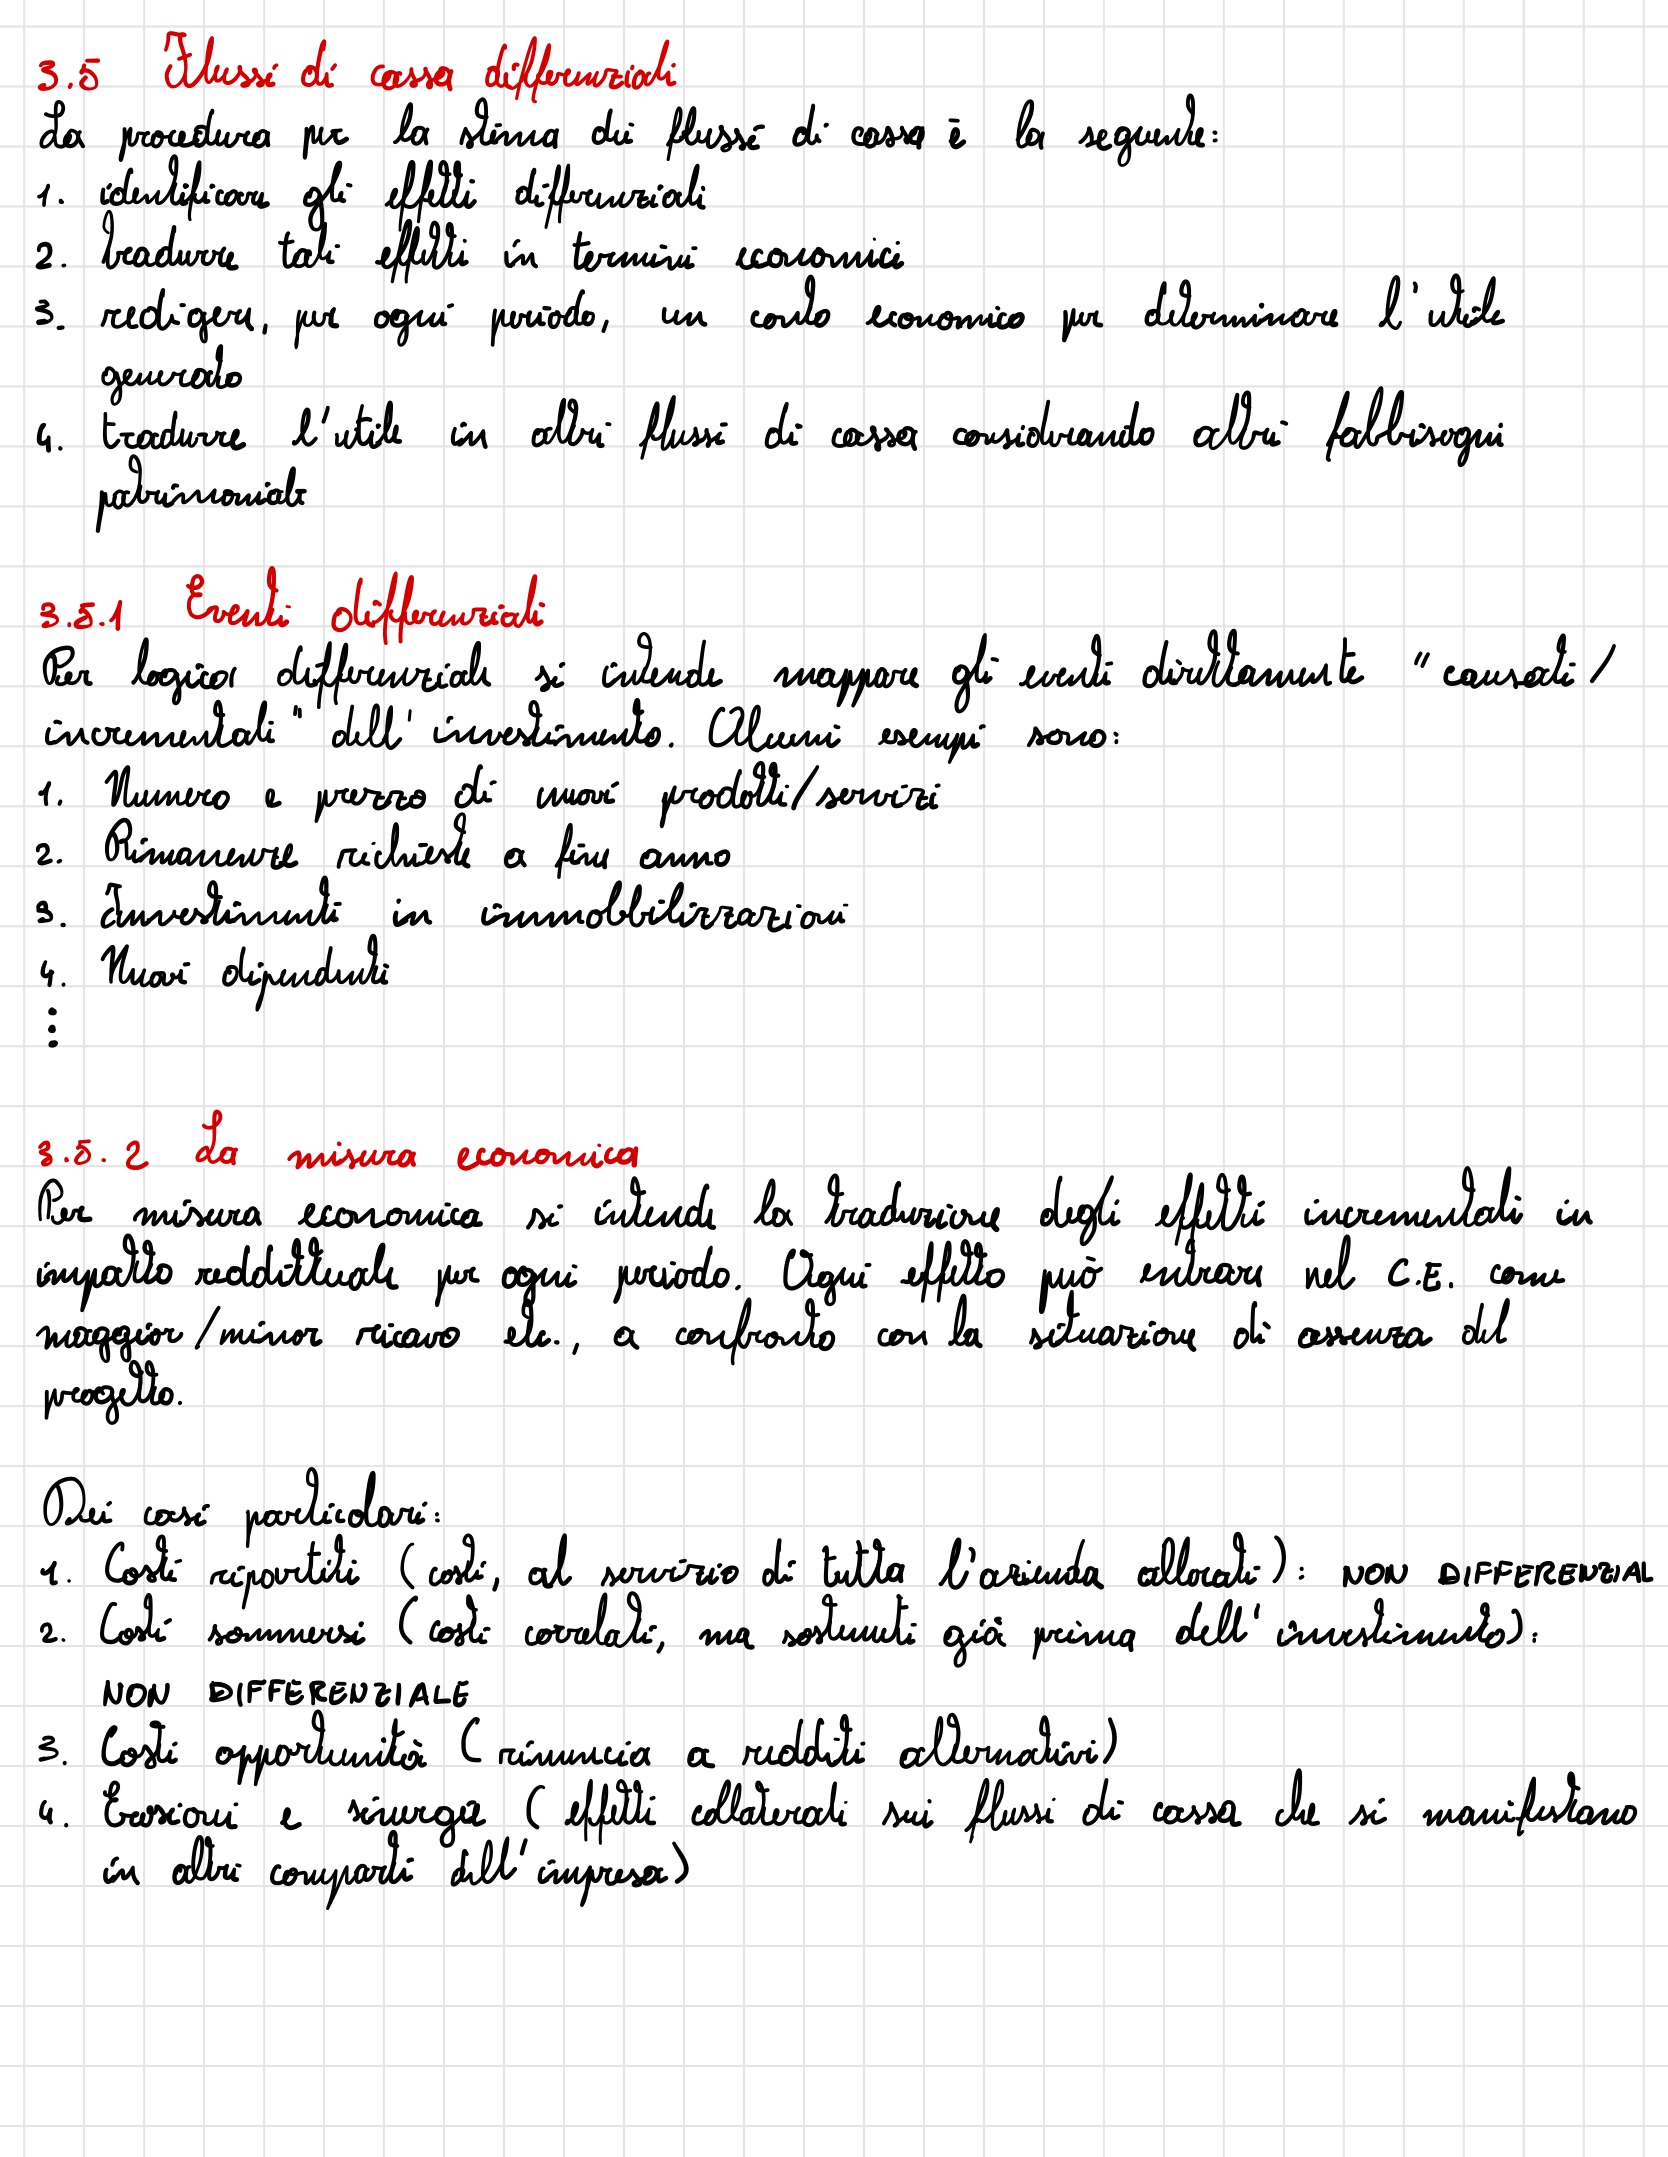 3.5 Flussi di cassa differenziali
La procedura per la stima dei flussi di cassa è la seguente:
1. identificare gli effetti differenziali
2. tradurre tali effetti in termini economici
3. redigere, per ogni periodo, un conto economico per determinare l'utile
generato
4. tradurre l'utile in altri flussi di cassa considerando altri fabbisogni
patrimoniali
3.5.1 Eventi differenziali
Per logica differenziale si intende mappare gli eventi direttamente "causati/
incrementali" dell'investimento. Alcuni esempi sono:
1. Numero e prezzo di nuovi prodotti/servizi
2. Rimanenze richieste a fine anno
3. Investimenti in immobbilizzazioni
4. Nuovi dipendenti
⋮
3.5.2 La misura economica
Per misura economica si intende la traduzione degli effetti incrementali in
impatto reddittuale per ogni periodo. Ogni effetto può entrare nel C.E. come
maggior/minor ricavo etc., a confronto con la situazione di assenza del
progetto.
Dei casi particolari:
1. Costi ripartiti (costi, al servizio di tutta l'azienda allocati): NON DIFFERENZIAL
2. Costi sommersi (costi correlati, ma sostenuti già prima dell'investimento):
NON DIFFERENZIALE
3. Costi opportunità (rinuncia a redditi alternativi)
4. Erosioni e sinergie (effetti collaterali sui flussi di cassa che si manifestano
in altri comparti dell'impresa)